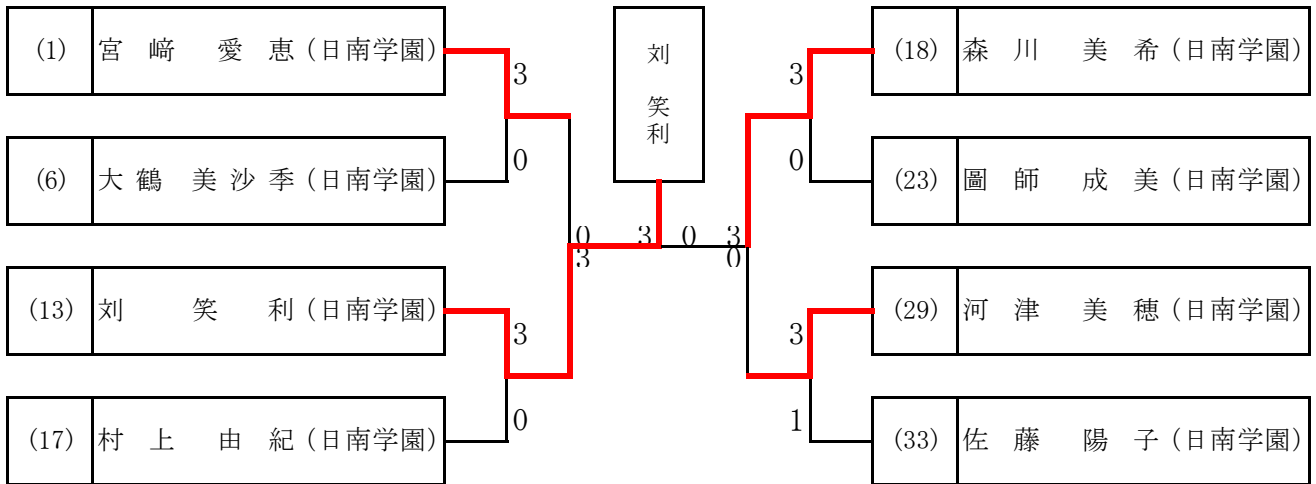 (1) 宮﨑 愛恵(日南学園)
3
0
(6) 大鶴 美沙季(日南学園)
0
3
(13) 刘 笑利(日南学園)
3
0
(17) 村上 由紀(日南学園)
刘 笑利
3 0
(18) 森川 美希(日南学園)
3
0
(23) 圖師 成美(日南学園)
3
0
(29) 河津 美穂(日南学園)
3
1
(33) 佐藤 陽子(日南学園)